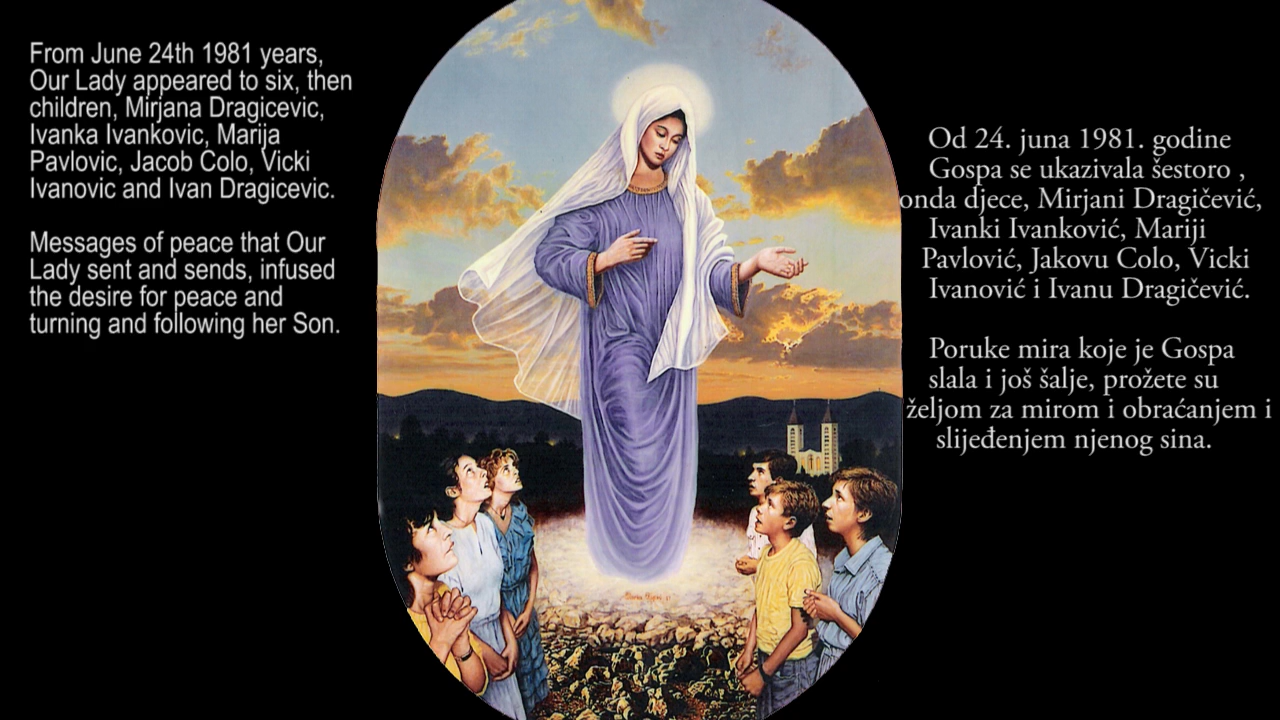 From June 24th 1981 years,
Our Lady appeared to six, then
children, Mirjana Dragicevic,
Ivanka Ivankovic, Marija
Pavlovic, Jacob Colo, Vicki
Ivanovic and Ivan Dragicevic.
Messages of peace that Our
Lady sent and sends, infused
the desire for peace and
turning and following her Son.
Od 24. juna 1981. godine
Gospa se ukazivala šestoro ,
onda djece, Mirjani Dragičević,
Ivanki Ivanković, Mariji
Pavlović, Jakovu Colo, Vicki
Ivanović i Ivanu Dragičević.
Poruke mira koje je Gospa
slala i još šalje, prožete su
željom za mirom i obraćanjem i
slijeđenjem njenog sina.